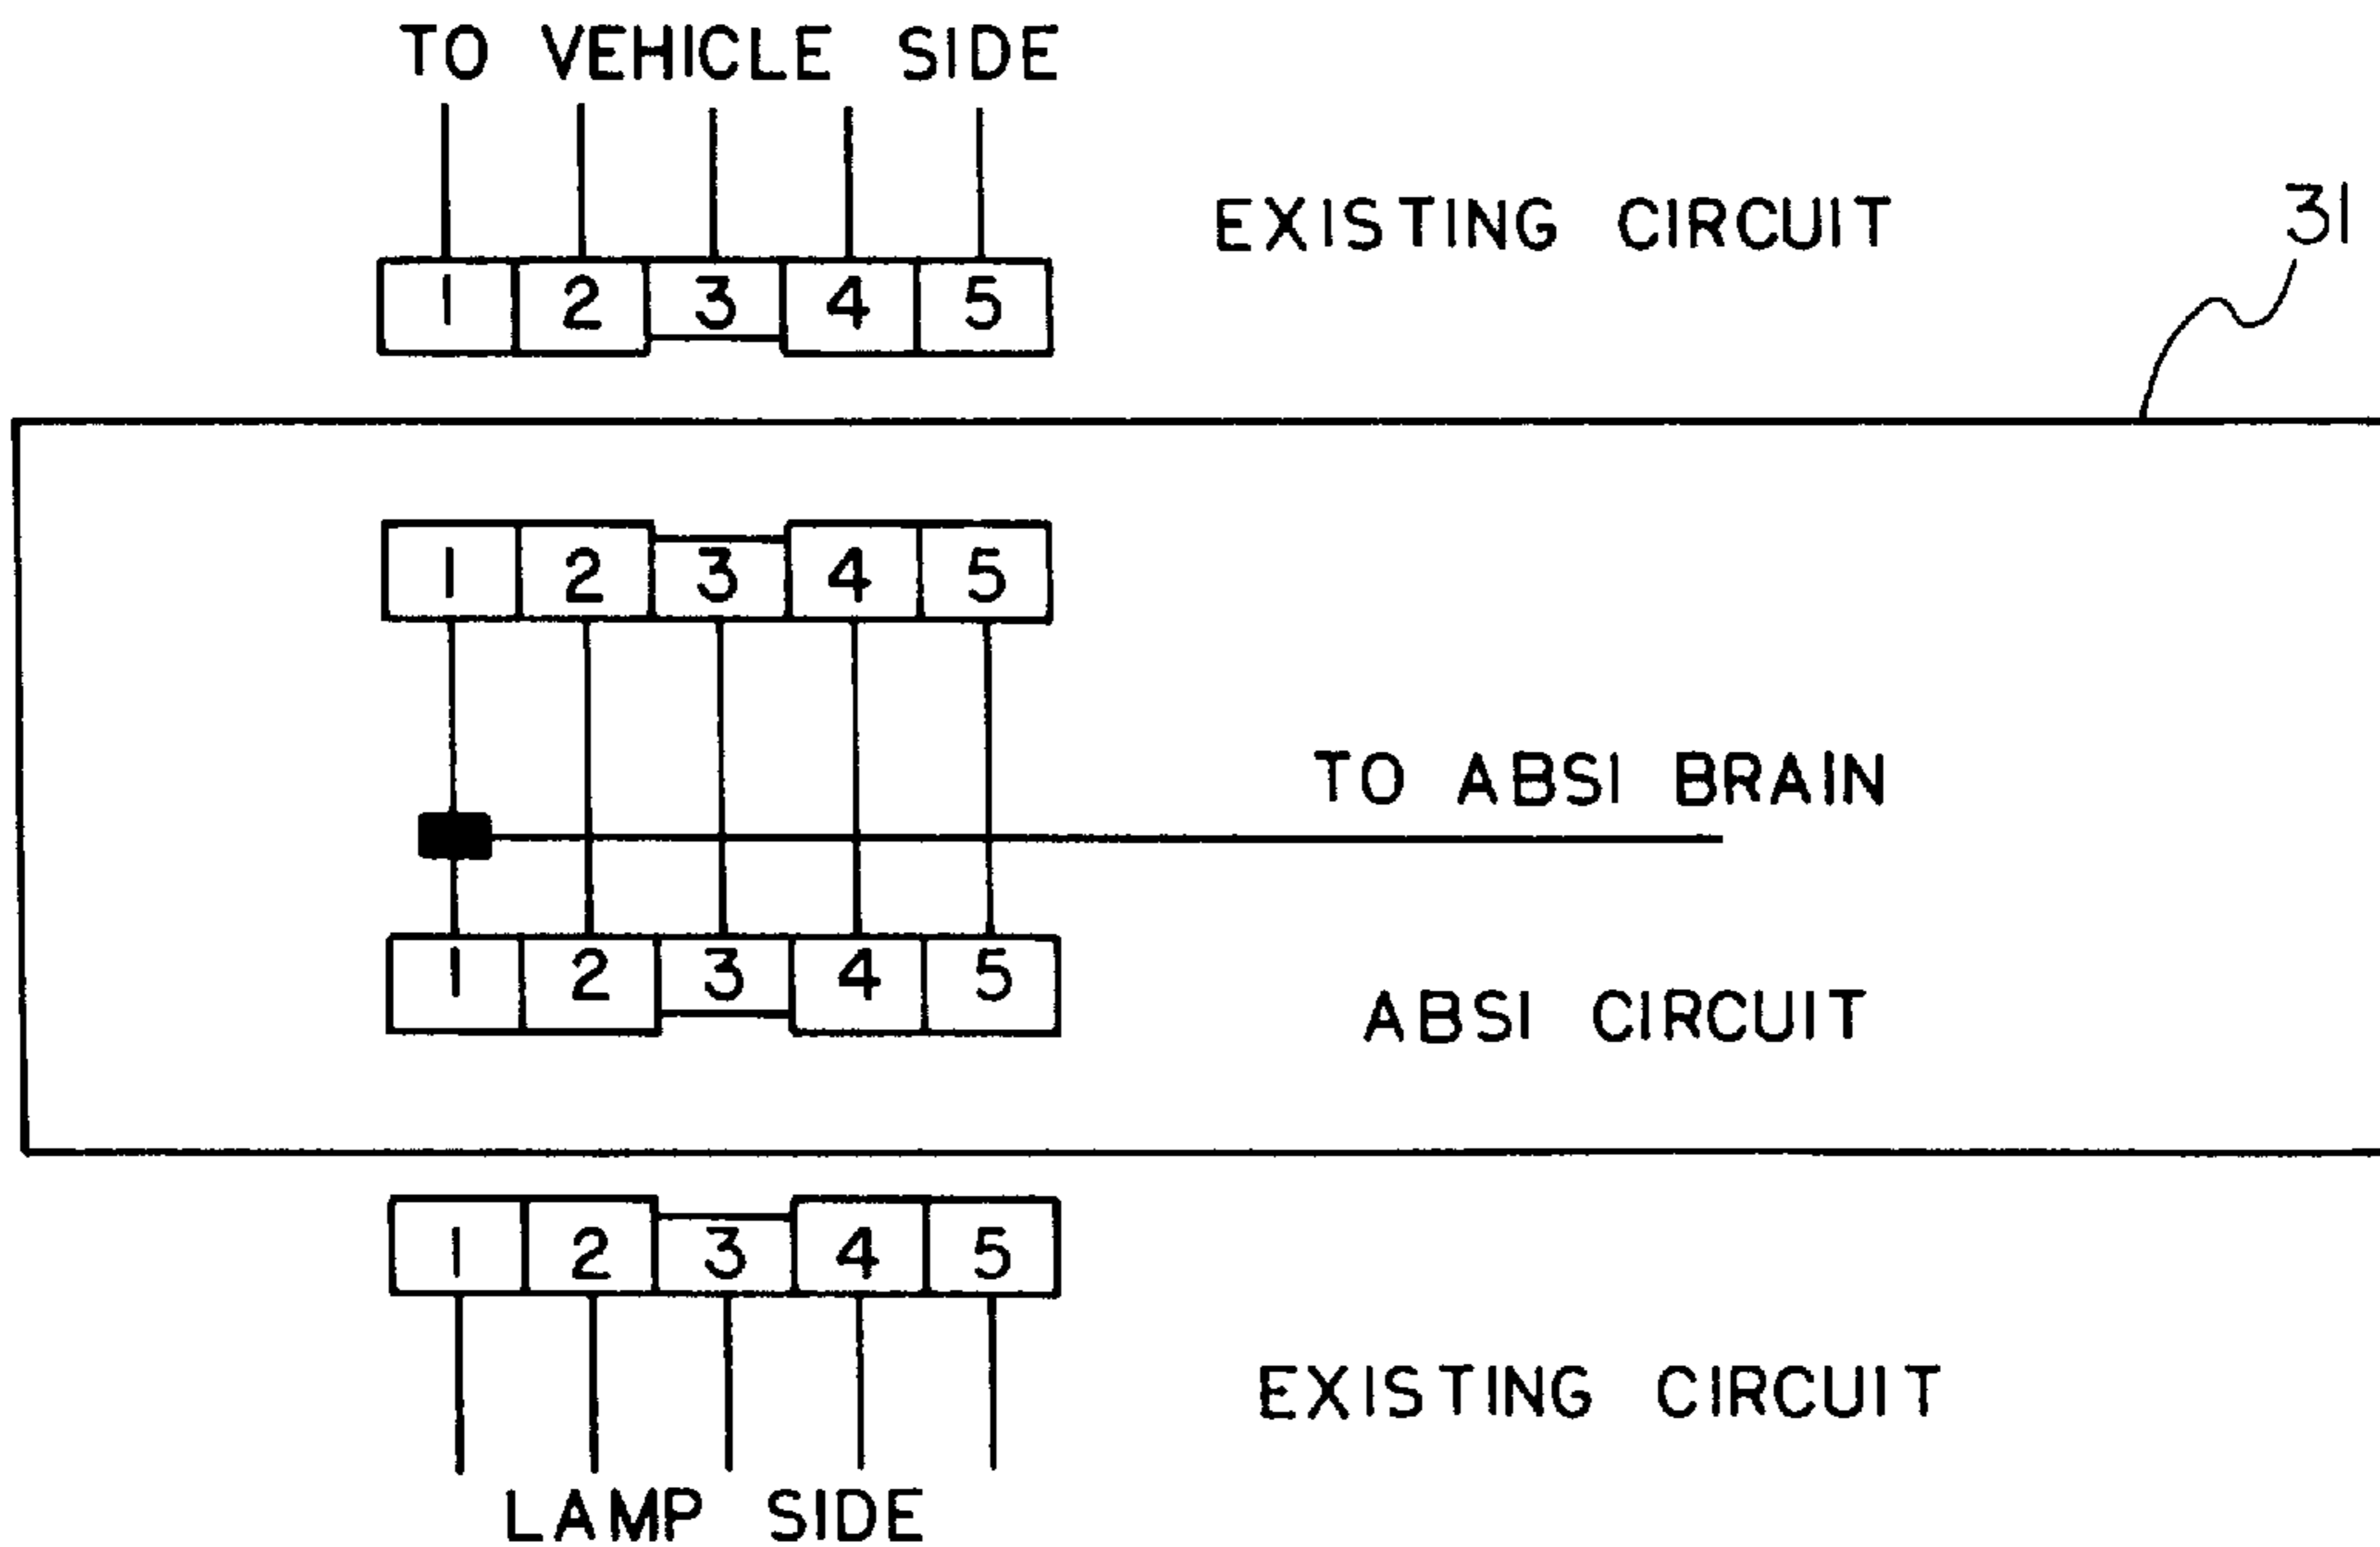 TO VEHICLE SIDE
EXISTING CIRCUIT
31
1 2 3 4 5
1 2 3 4 5
TO ABSI BRAIN
1 2 3 4 5
ABSI CIRCUIT
1 2 3 4 5
EXISTING CIRCUIT
LAMP SIDE